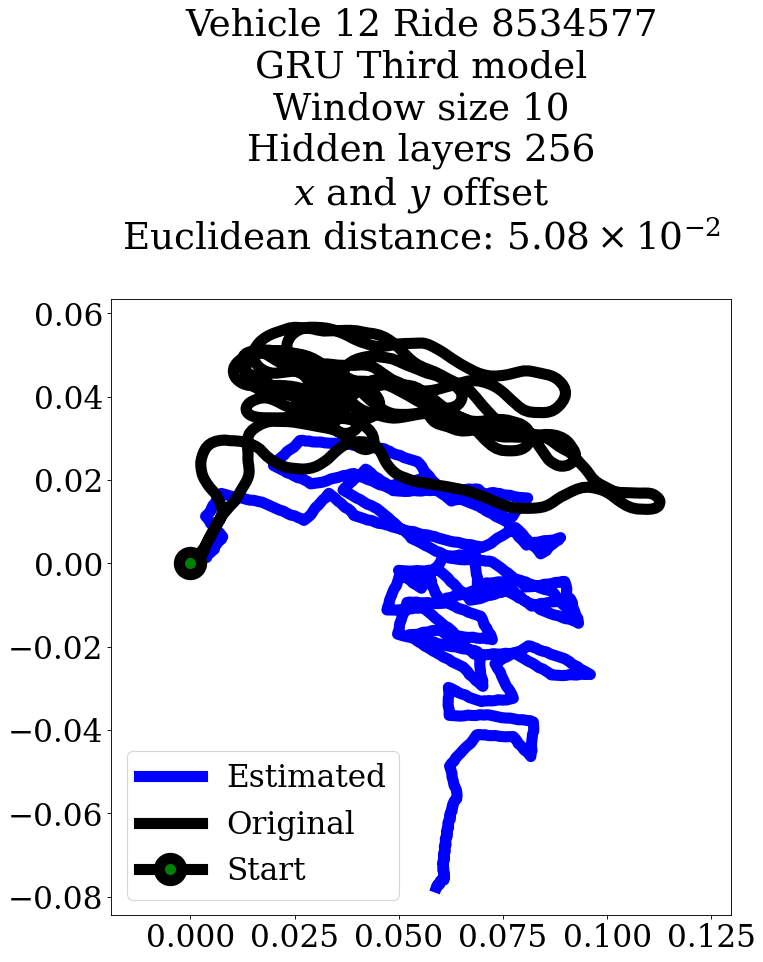 Vehicle 12 Ride 8534577
GRU Third model
Window size 10
Hidden layers 256
x and y offset
Euclidean distance: 5.08 × 10⁻²
0.06
0.04
0.02
0.00
−0.02
−0.04
−0.06
−0.08
Estimated
Original
Start
0.000 0.025 0.050 0.075 0.100 0.125